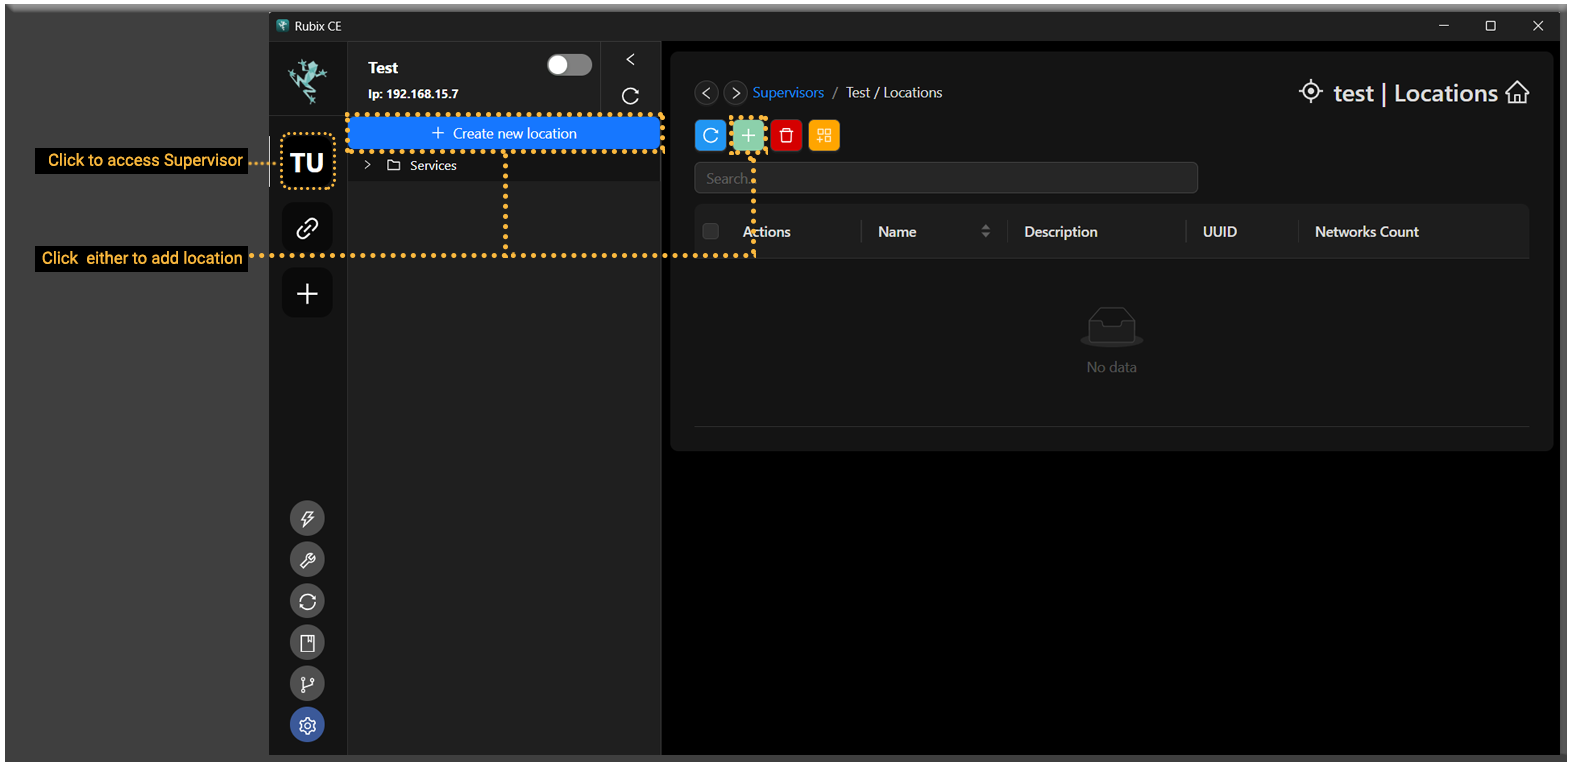 Rubix CE
Test
Ip: 192.168.15.7
Create new location
Services
TU
Click to access Supervisor
Click either to add location
Supervisors / Test / Locations
test | Locations
Search
Actions
Name
Description
UUID
Networks Count
No data